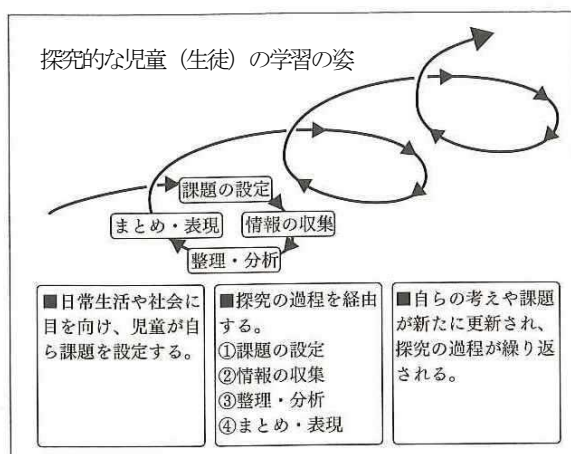 探究的な児童（生徒）の学習の姿
課題の設定
まとめ・表現
情報の収集
整理・分析
■日常生活や社会に
目を向け、児童が自
ら課題を設定する。
■探究の過程を経由
する。
①課題の設定
②情報の収集
③整理・分析
④まとめ・表現
■自らの考えや課題
が新たに更新され、
探究の過程が繰り返
される。